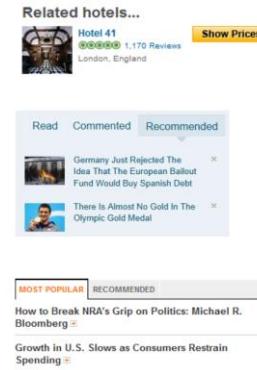 Related hotels...
Hotel 41
Show Prices
1,170 Reviews
London, England
Read Commented Recommended
Germany Just Rejected The
Idea That The European Bailout
Fund Would Buy Spanish Debt
There Is Almost No Gold In The
Olympic Gold Medal
MOST POPULAR RECOMMENDED
How to Break NRA's Grip on Politics: Michael R.
Bloomberg
Growth in U.S. Slows as Consumers Restrain
Spending